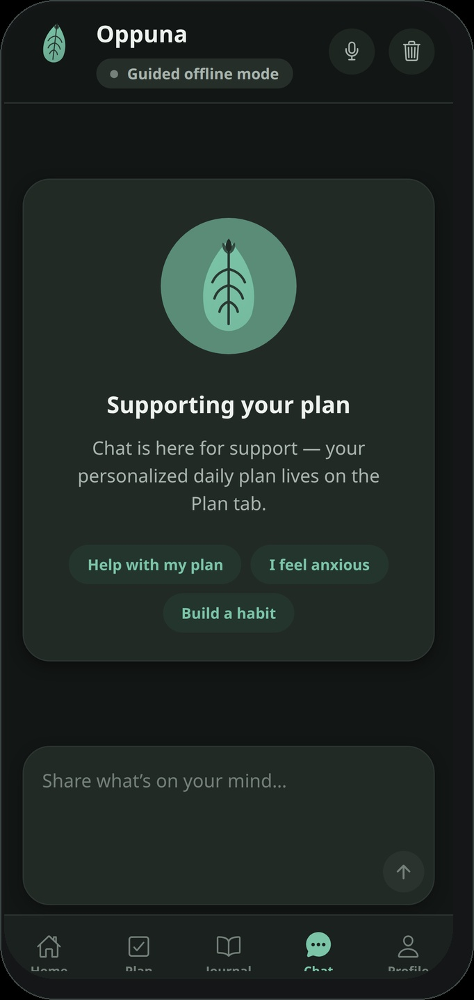 Oppuna
Guided offline mode
Supporting your plan
Chat is here for support — your
personalized daily plan lives on the
Plan tab.
Help with my plan
I feel anxious
Build a habit
Share what’s on your mind...
Home
Plan
Journal
Chat
Profile